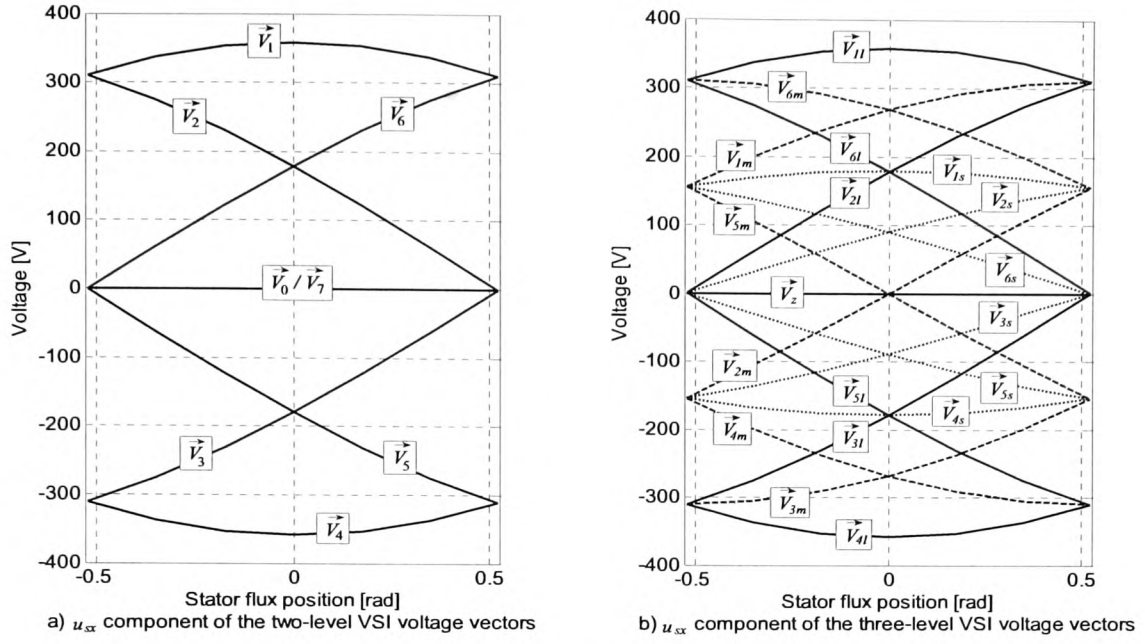 400
300
200
100
0
-100
-200
-300
-400
Voltage [V]
V1
V2
V6
V0 / V7
V3
V5
V4
-0.5 0 0.5
Stator flux position [rad]
a) usx component of the two-level VSI voltage vectors
400
300
200
100
0
-100
-200
-300
-400
Voltage [V]
V1l
V6m
V1m
V6l
V1s
V2l
V2s
V5m
V6s
Vz
V3s
V2m
V5l
V5s
V4m
V4s
V3l
V3m
V4l
-0.5 0 0.5
Stator flux position [rad]
b) usx component of the three-level VSI voltage vectors